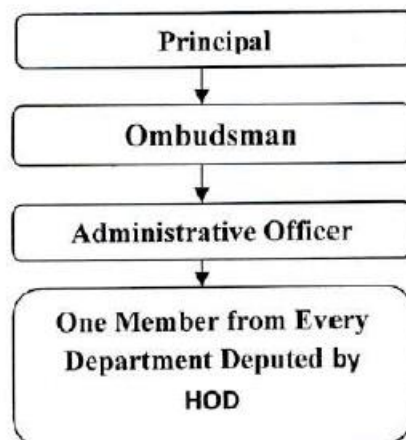 Principal
Ombudsman
Administrative Officer
One Member from Every
Department Deputed by
HOD